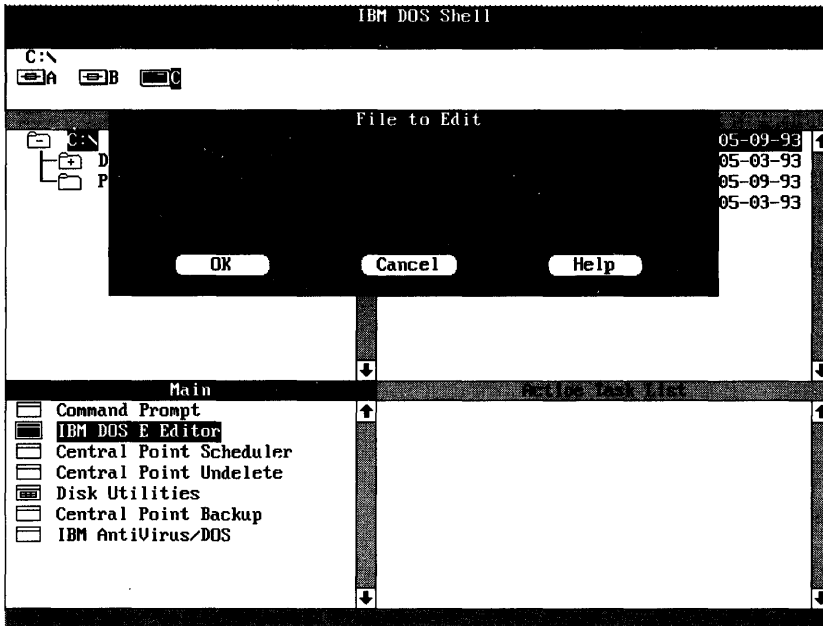 IBM DOS Shell
C:\
A B C
File to Edit
C:\ 05-09-93
D 05-03-93
P 05-09-93
05-03-93
OK Cancel Help
Main Active Task List
Command Prompt
IBM DOS E Editor
Central Point Scheduler
Central Point Undelete
Disk Utilities
Central Point Backup
IBM AntiVirus/DOS